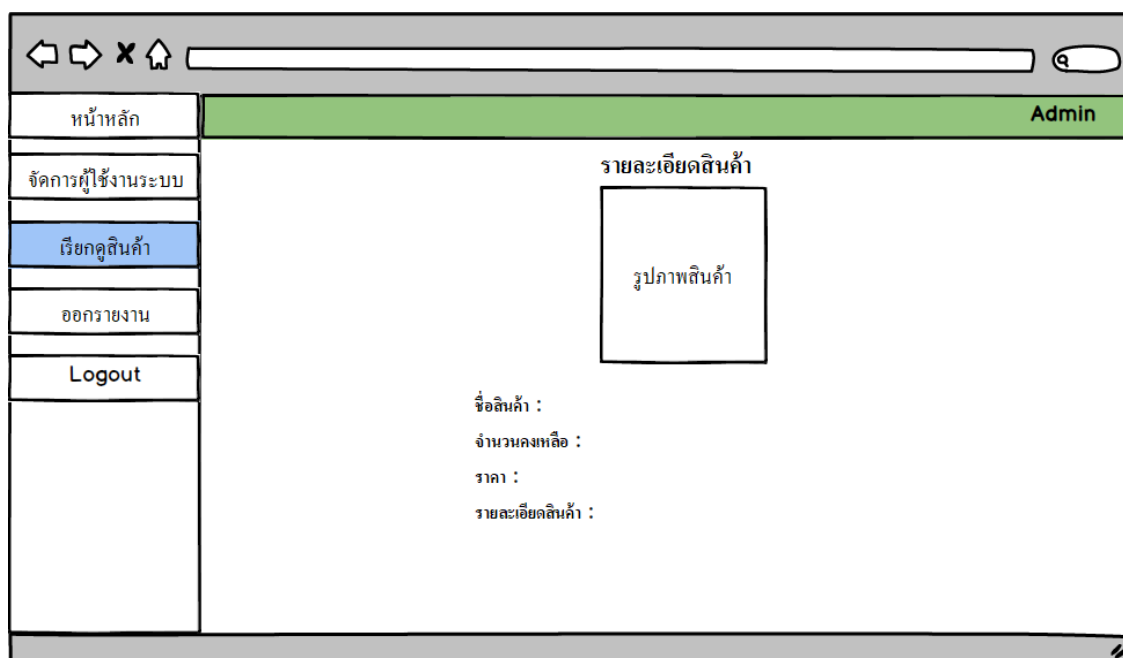 หน้าหลัก
Admin
จัดการผู้ใช้งานระบบ
เรียกดูสินค้า
ออกรายงาน
Logout
รายละเอียดสินค้า
รูปภาพสินค้า
ชื่อสินค้า :
จำนวนคงเหลือ :
ราคา :
รายละเอียดสินค้า :